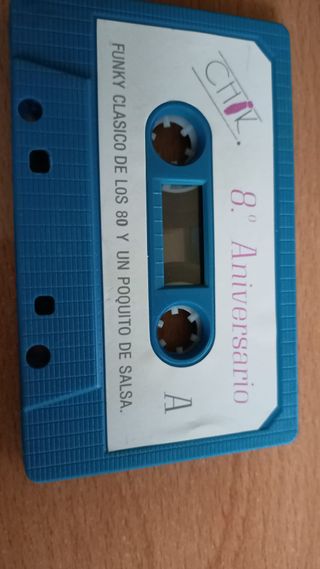 CHIK.
8.º Aniversario
A
FUNKY CLASICO DE LOS 80 Y UN POQUITO DE SALSA.